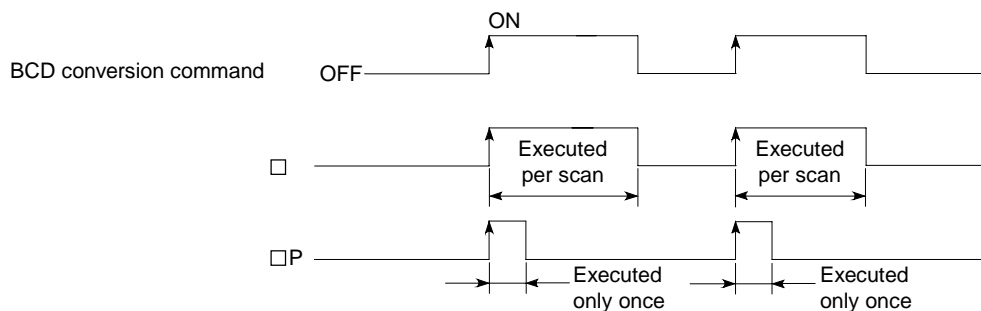 ON
BCD conversion command
OFF
□
Executed
per scan
Executed
per scan
□P
Executed
only once
Executed
only once